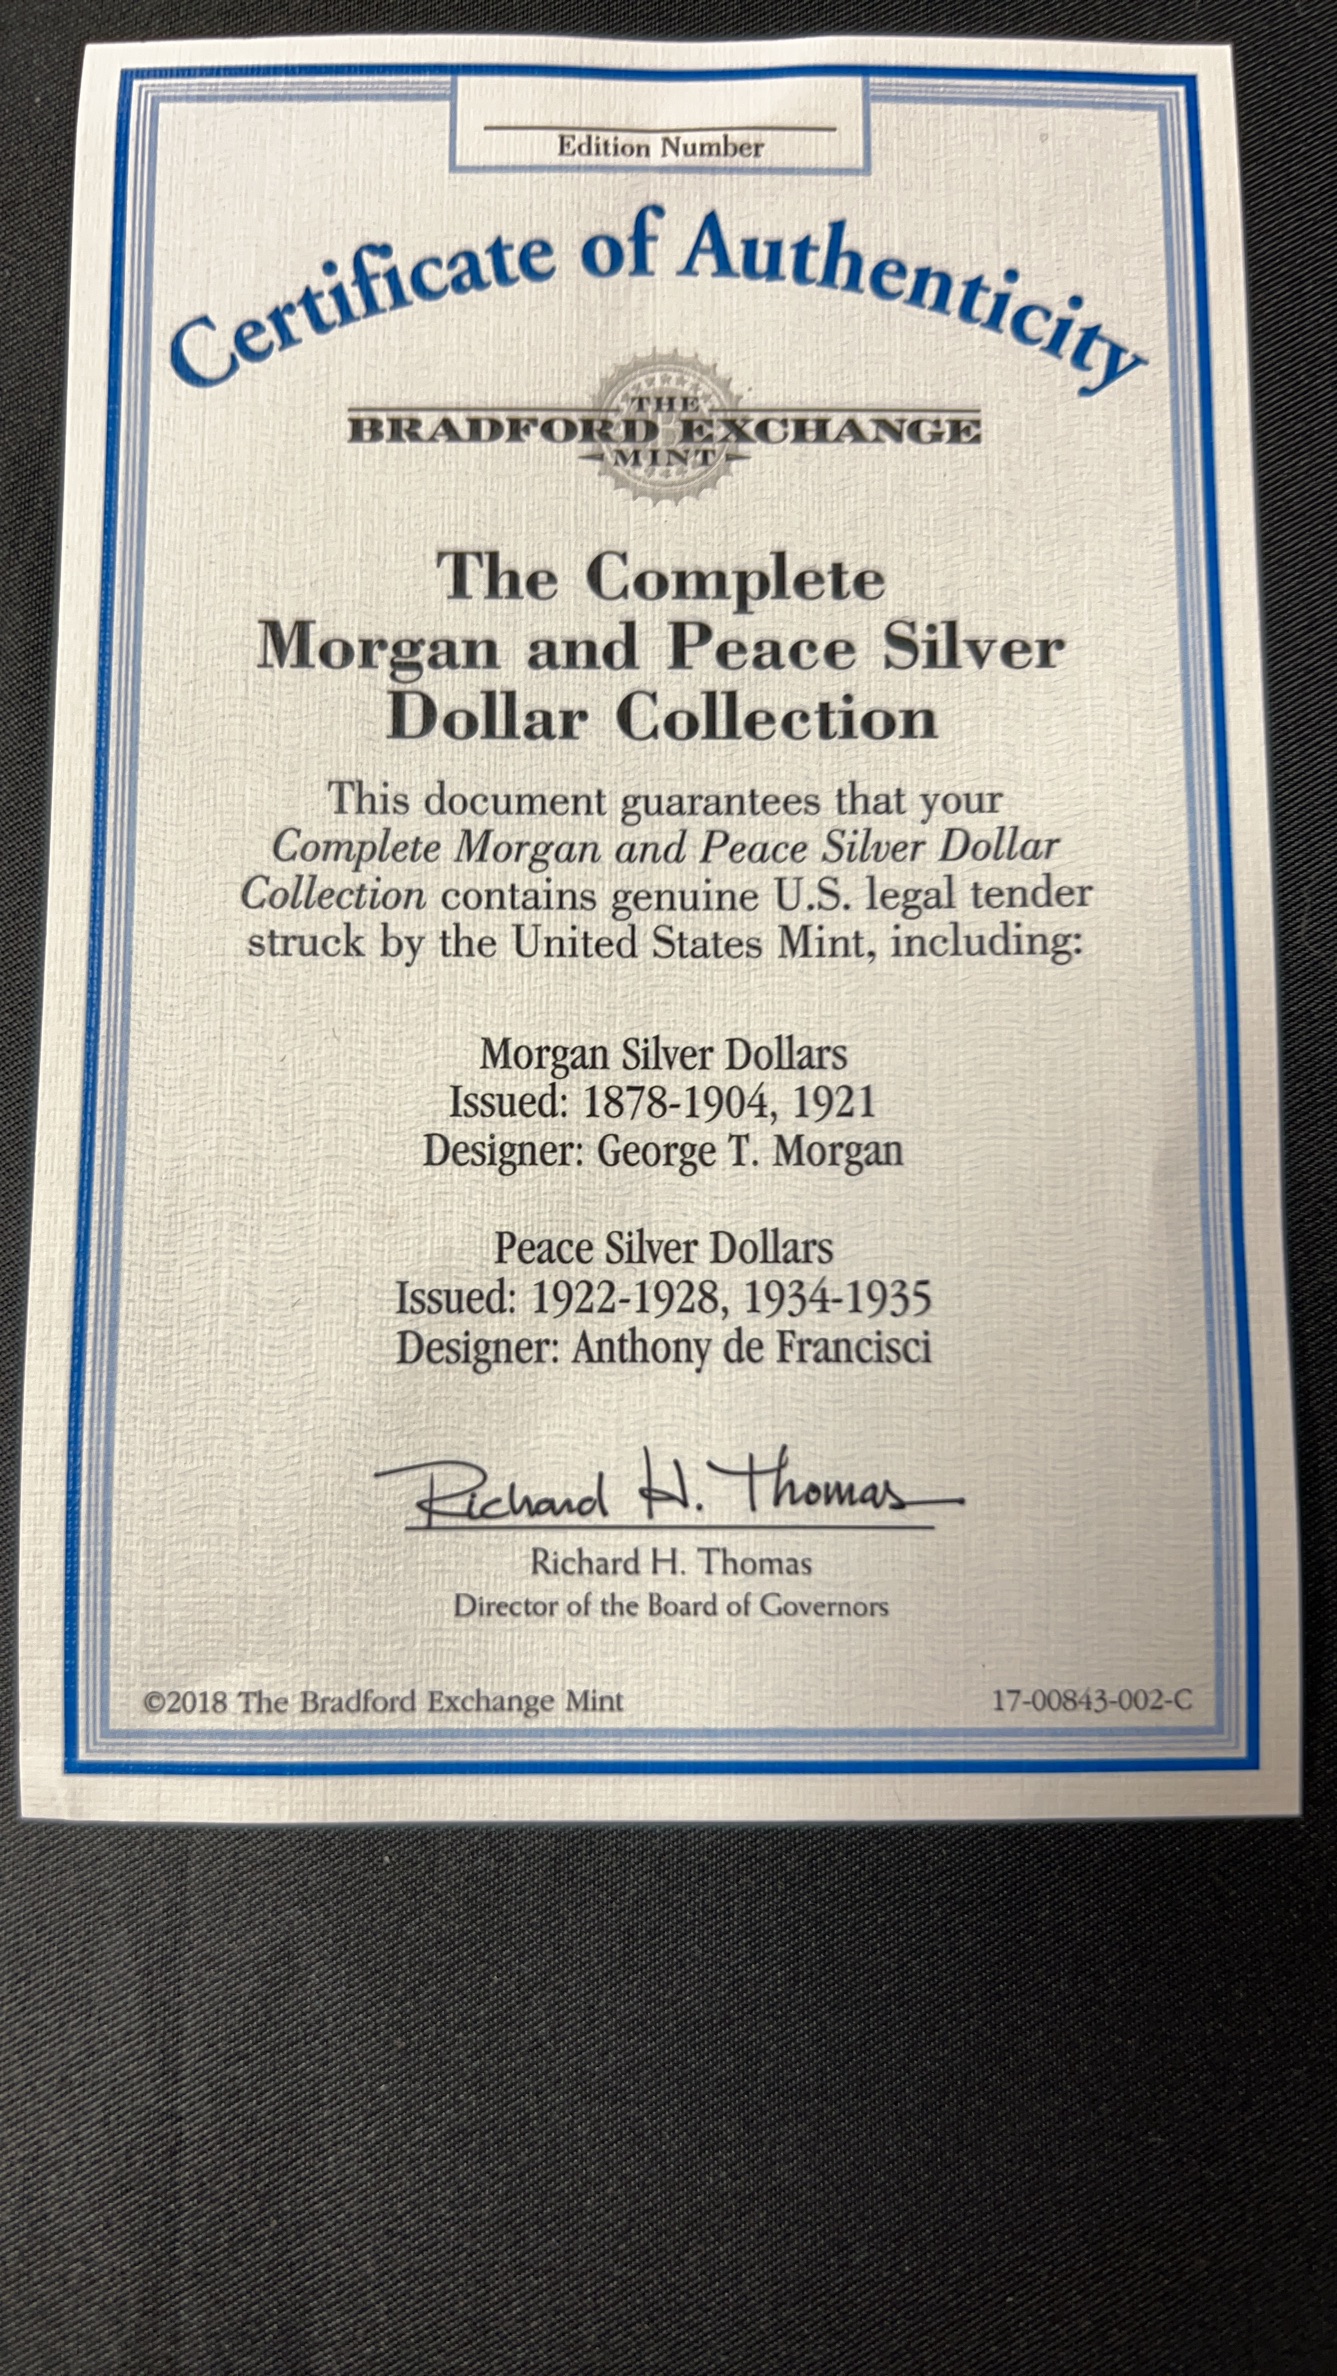 Edition Number
Certificate of Authenticity
THE
BRADFORD EXCHANGE
MINT
The Complete
Morgan and Peace Silver
Dollar Collection
This document guarantees that your
Complete Morgan and Peace Silver Dollar
Collection contains genuine U.S. legal tender
struck by the United States Mint, including:
Morgan Silver Dollars
Issued: 1878-1904, 1921
Designer: George T. Morgan
Peace Silver Dollars
Issued: 1922-1928, 1934-1935
Designer: Anthony de Francisci
Richard H. Thomas
Richard H. Thomas
Director of the Board of Governors
©2018 The Bradford Exchange Mint
17-00843-002-C